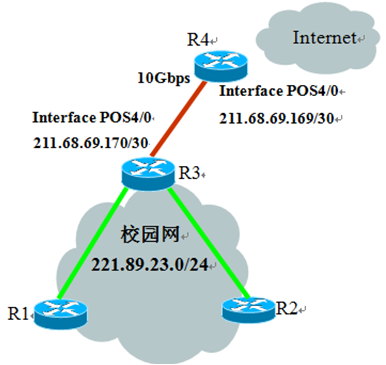 R4
Internet
10Gbps
Interface POS4/0
211.68.69.169/30
Interface POS4/0
211.68.69.170/30
R3
校园网
221.89.23.0/24
R1
R2